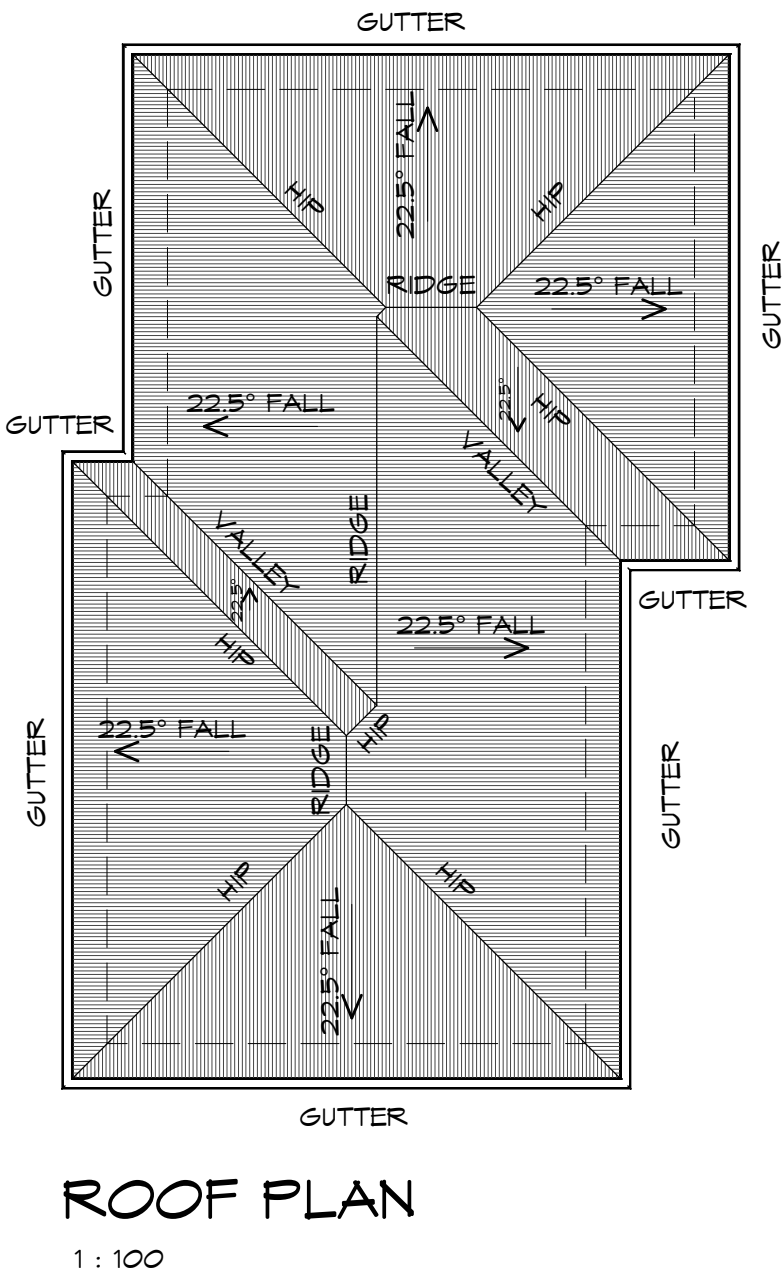 GUTTER
22.5° FALL
HIP
HIP
GUTTER
GUTTER
RIDGE
22.5° FALL
22.5° FALL
22.5°
HIP
GUTTER
VALLEY
RIDGE
VALLEY
22.5°
HIP
GUTTER
22.5° FALL
22.5° FALL
HIP
RIDGE
GUTTER
GUTTER
HIP
HIP
22.5° FALL
GUTTER
ROOF PLAN
1 : 100